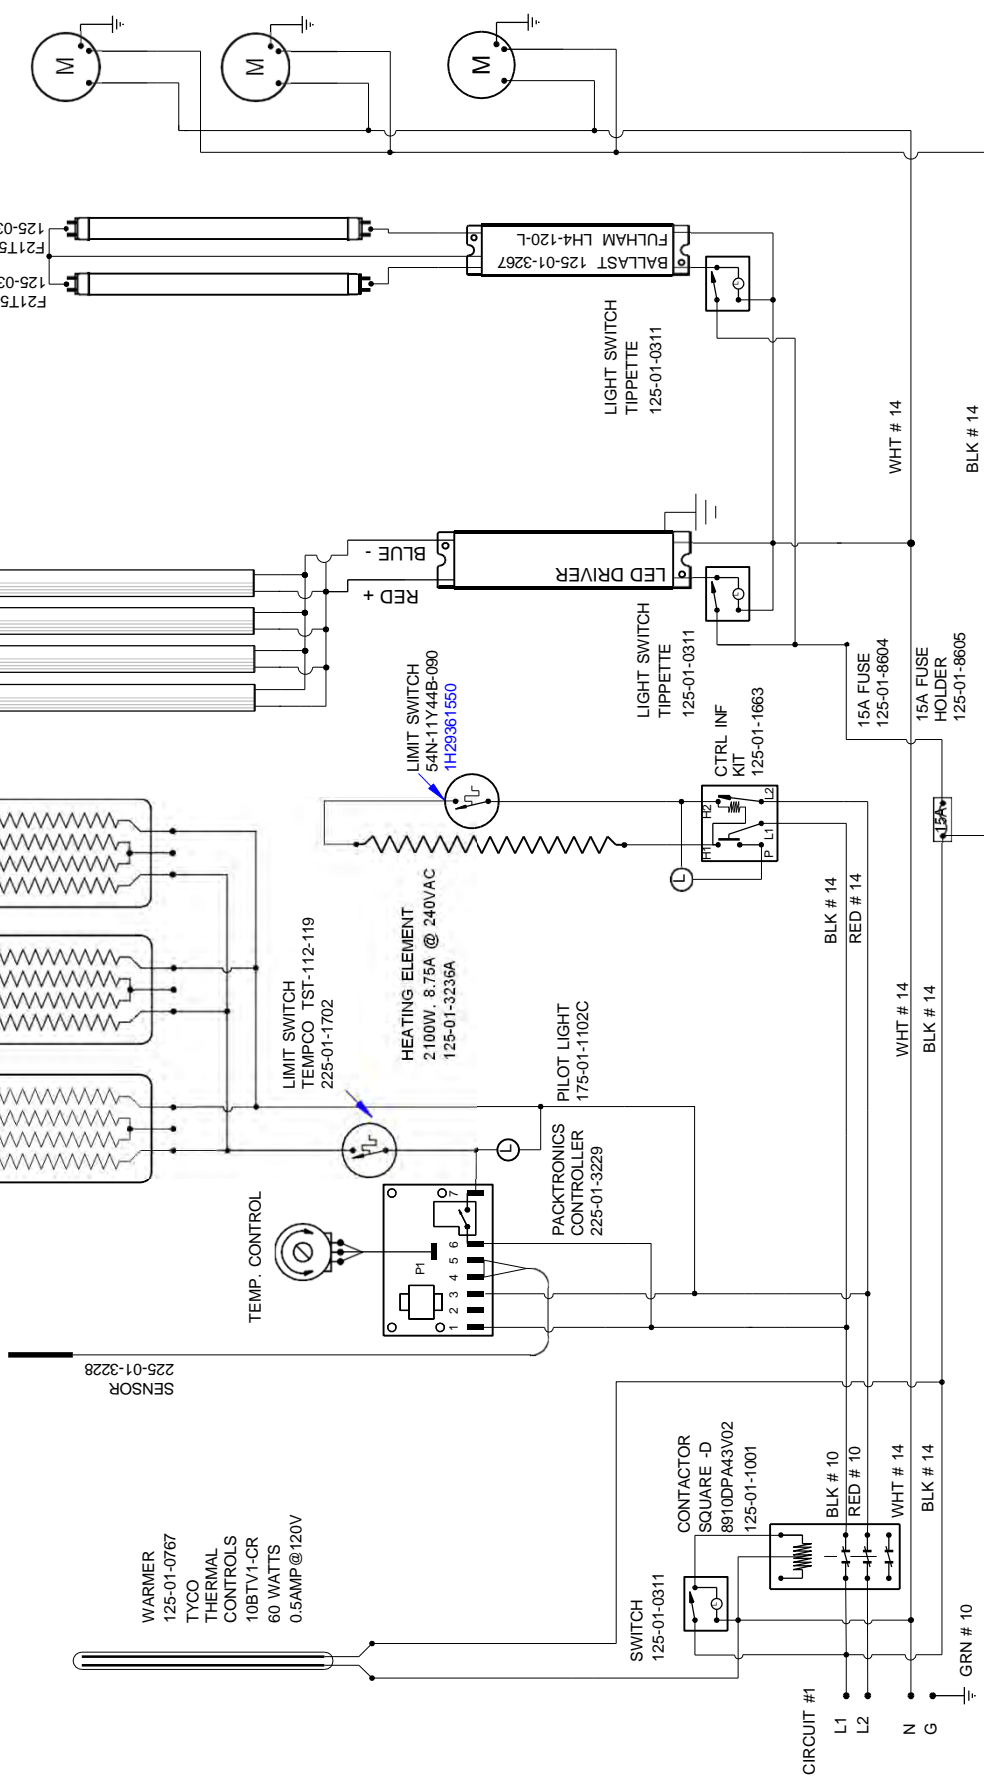 M
M
M
125-03
F21T5
125-03
F21T5
FULHAM LH4-120-L
BALLAST 125-01-3267
L
LIGHT SWITCH
TIPPETTE
125-01-0311
WHT # 14
BLK # 14
BLUE -
RED +
LED DRIVER
L
LIGHT SWITCH
TIPPETTE
125-01-0311
15A FUSE
125-01-8604
15A FUSE
HOLDER
125-01-8605
15A
LIMIT SWITCH
54N-11Y44B-090
1H29361550
CTRL INF
KIT
125-01-1663
H2
L2
H1
L1
P
L
BLK # 14
RED # 14
HEATING ELEMENT
2100W. 8.75A @ 240VAC
125-01-3236A
LIMIT SWITCH
TEMPCO TST-112-119
225-01-1702
WHT # 14
BLK # 14
PILOT LIGHT
175-01-1102C
L
PACKTRONICS
CONTROLLER
225-01-3229
TEMP. CONTROL
P1
1 2 3 4 5 6 7
SENSOR
225-01-3228
WARMER
125-01-0767
TYCO
THERMAL
CONTROLS
10BTV1-CR
60 WATTS
0.5AMP@120V
CONTACTOR
SQUARE -D
8910DPA43V02
125-01-1001
BLK # 10
RED # 10
WHT # 14
BLK # 14
SWITCH
125-01-0311
L
CIRCUIT #1
L1
L2
N
G
GRN # 10